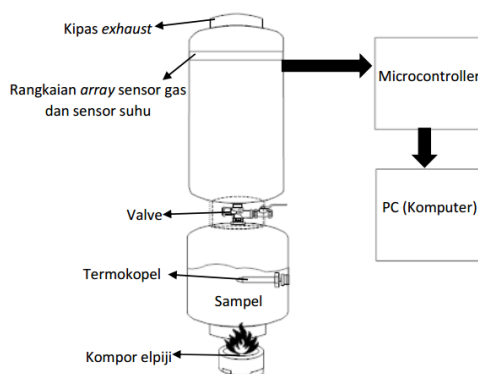 Kipas exhaust
Rangkaian array sensor gas
dan sensor suhu
Microcontroller
PC (Komputer)
Valve
Termokopel
Sampel
Kompor elpiji